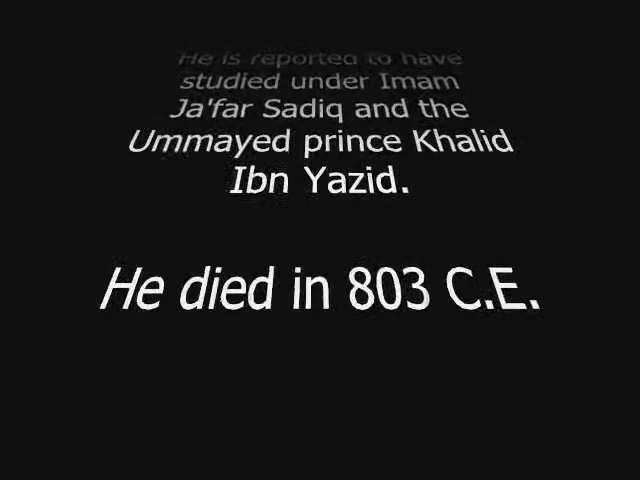 He is reported to have
studied under Imam
Ja'far Sadiq and the
Ummayed prince Khalid
Ibn Yazid.
He died in 803 C.E.